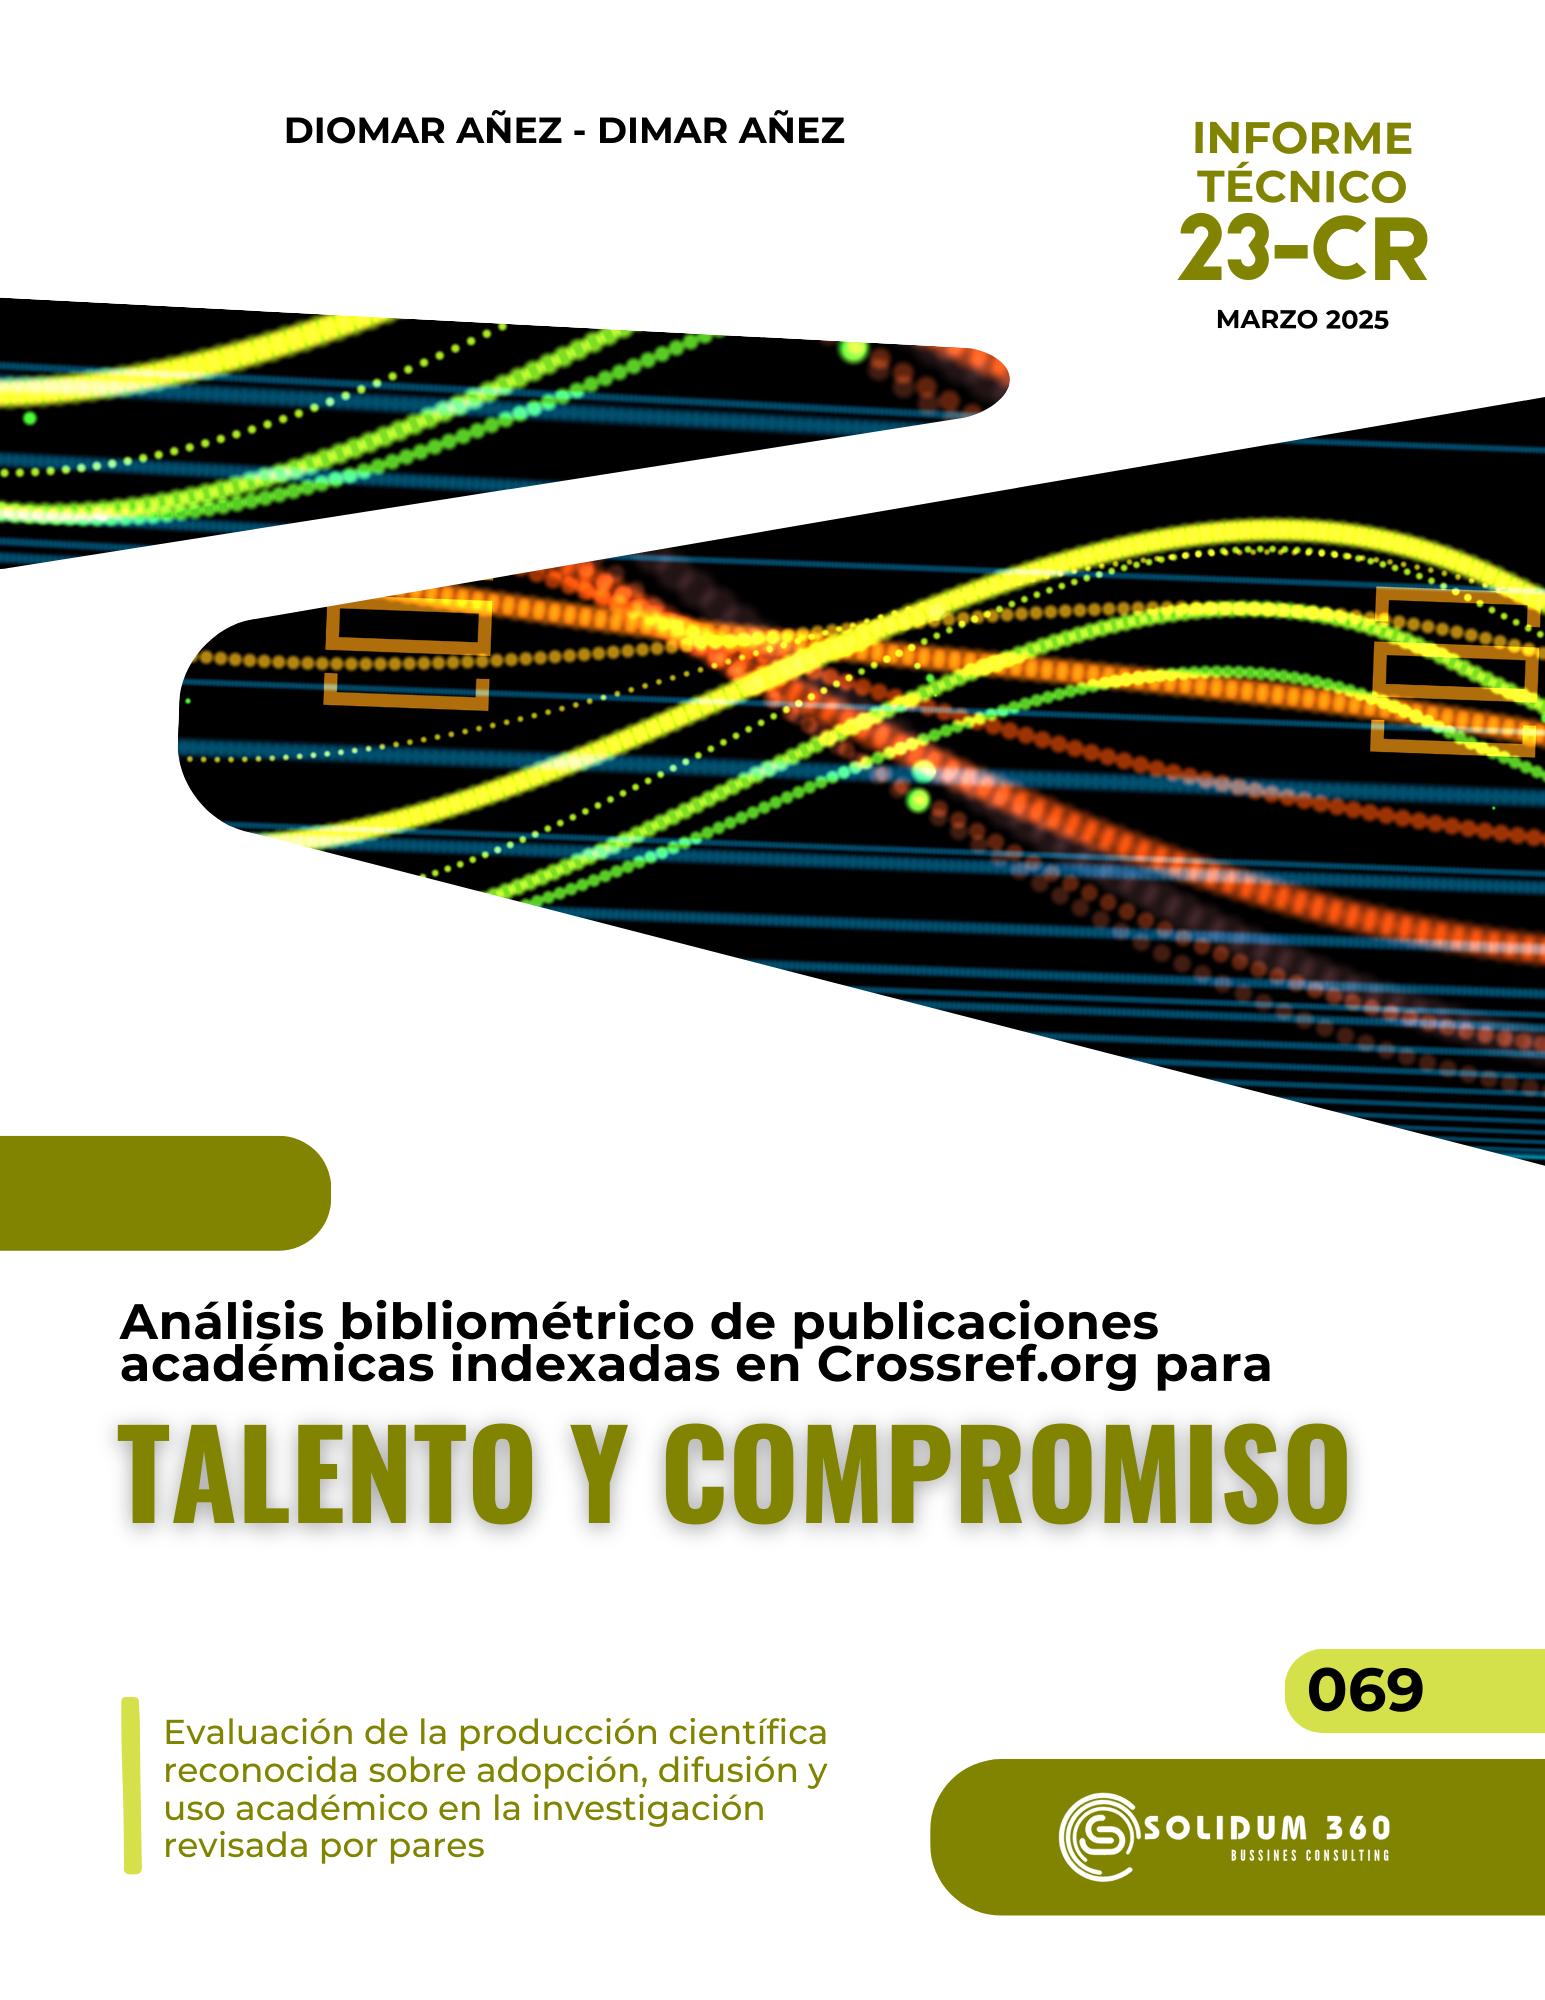 DIOMAR AÑEZ - DIMAR AÑEZ
INFORME
TÉCNICO
23-CR
MARZO 2025
Análisis bibliométrico de publicaciones
académicas indexadas en Crossref.org para
TALENTO Y COMPROMISO
069
Evaluación de la producción científica
reconocida sobre adopción, difusión y
uso académico en la investigación
revisada por pares
SOLIDUM 360
BUSSINES CONSULTING